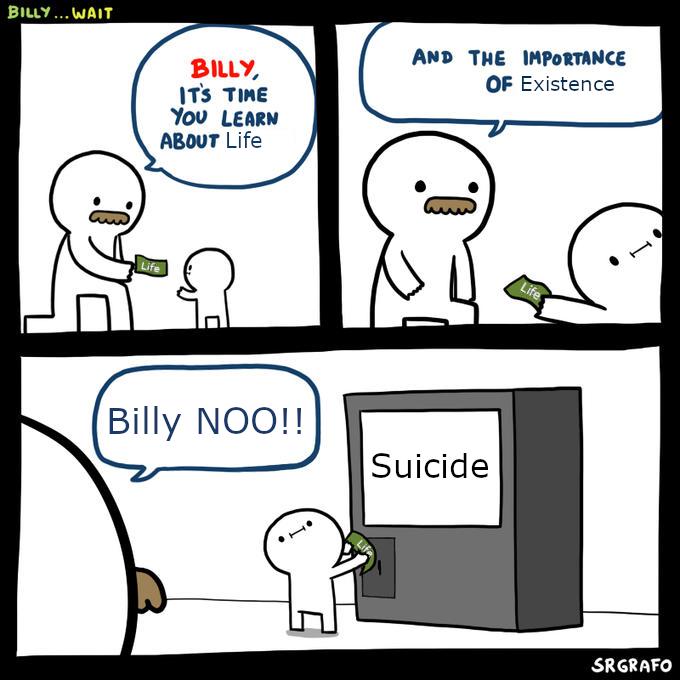 BILLY...WAIT
BILLY,
IT'S TIME
YOU LEARN
ABOUT Life
Life
AND THE IMPORTANCE
OF Existence
Life
Billy NOO!!
Suicide
Life
SRGRAFO